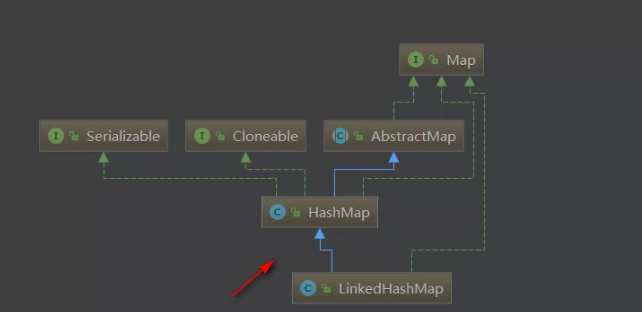 I Map
I Serializable
I Cloneable
C AbstractMap
C HashMap
C LinkedHashMap